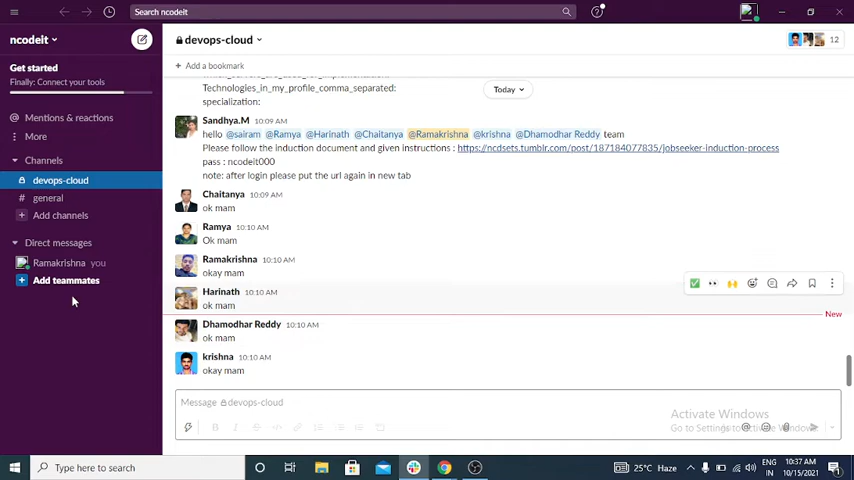 Search ncodeit
ncodeit
Get started
Finally: Connect your tools
Mentions & reactions
More
Channels
devops-cloud
# general
+ Add channels
Direct messages
Ramakrishna you
+ Add teammates
devops-cloud
12
+ Add a bookmark
Technologies_in_my_profile_comma_separated:
specialization:
Today
Sandhya.M 10:09 AM
hello @sairam @Ramya @Harinath @Chaitanya @Ramakrishna @krishna @Dhamodhar Reddy team
Please follow the induction document and given instructions : https://ncdsets.tumblr.com/post/187184077835/jobseeker-induction-process
pass : ncodeit000
note: after login please put the url again in new tab
Chaitanya 10:09 AM
ok mam
Ramya 10:10 AM
Ok mam
Ramakrishna 10:10 AM
okay mam
Harinath 10:10 AM
ok mam
New
Dhamodhar Reddy 10:10 AM
ok mam
krishna 10:10 AM
okay mam
Message devops-cloud
Activate Windows
Go to Settings to activate Windows.
Type here to search
25°C Haze
ENG
IN
10:37 AM
10/15/2021